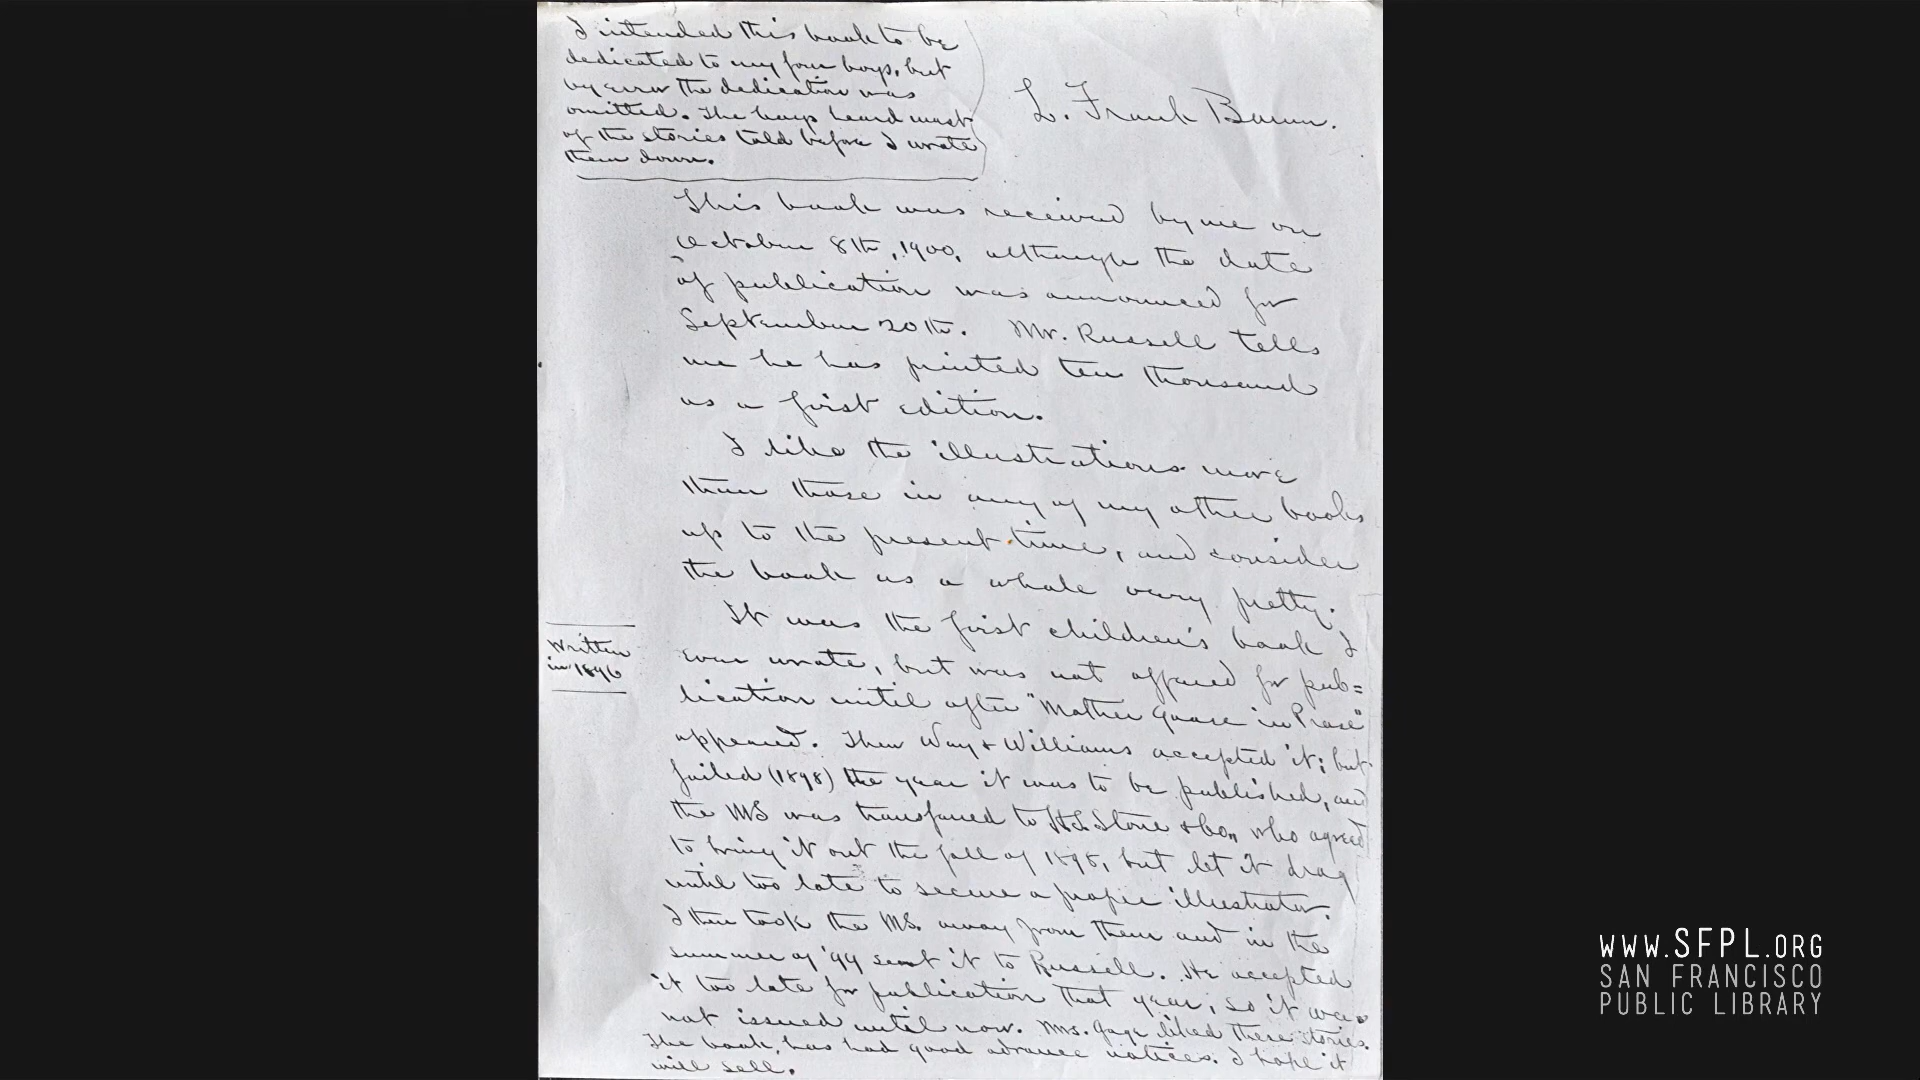 I intended this book to be
dedicated to my four boys, but
by error the dedication was
omitted. The boys heard most
of the stories told before I wrote
them down.
L. Frank Baum.
This book was received by me on
October 8th, 1900, although the date
of publication was announced for
September 20th. Mr. Russell tells
me he has printed ten thousand
as a first edition.
I like the illustrations more
than those in any of my other books
up to the present time, and consider
the book as a whole very pretty.
It was the first children's book I
ever wrote, but was not offered for pub=
lication until after "Mother Goose in Prose"
appeared. Then Way & Williams accepted it; but
failed (1898) the year it was to be published, and
the MS was transferred to H.S. Stone & Co., who agreed
to bring it out the fall of 1898, but let it drag
until too late to secure a proper illustrator.
I then took the MS. away from them and in the
summer of '99 sent it to Russell. He accepted
it too late for publication that year; so it was
not issued until now. Mrs. Gage liked these stories.
The book has had good advance notices. I hope it
will sell.
Written
in 1896
WWW.SFPL.ORG
SAN FRANCISCO
PUBLIC LIBRARY